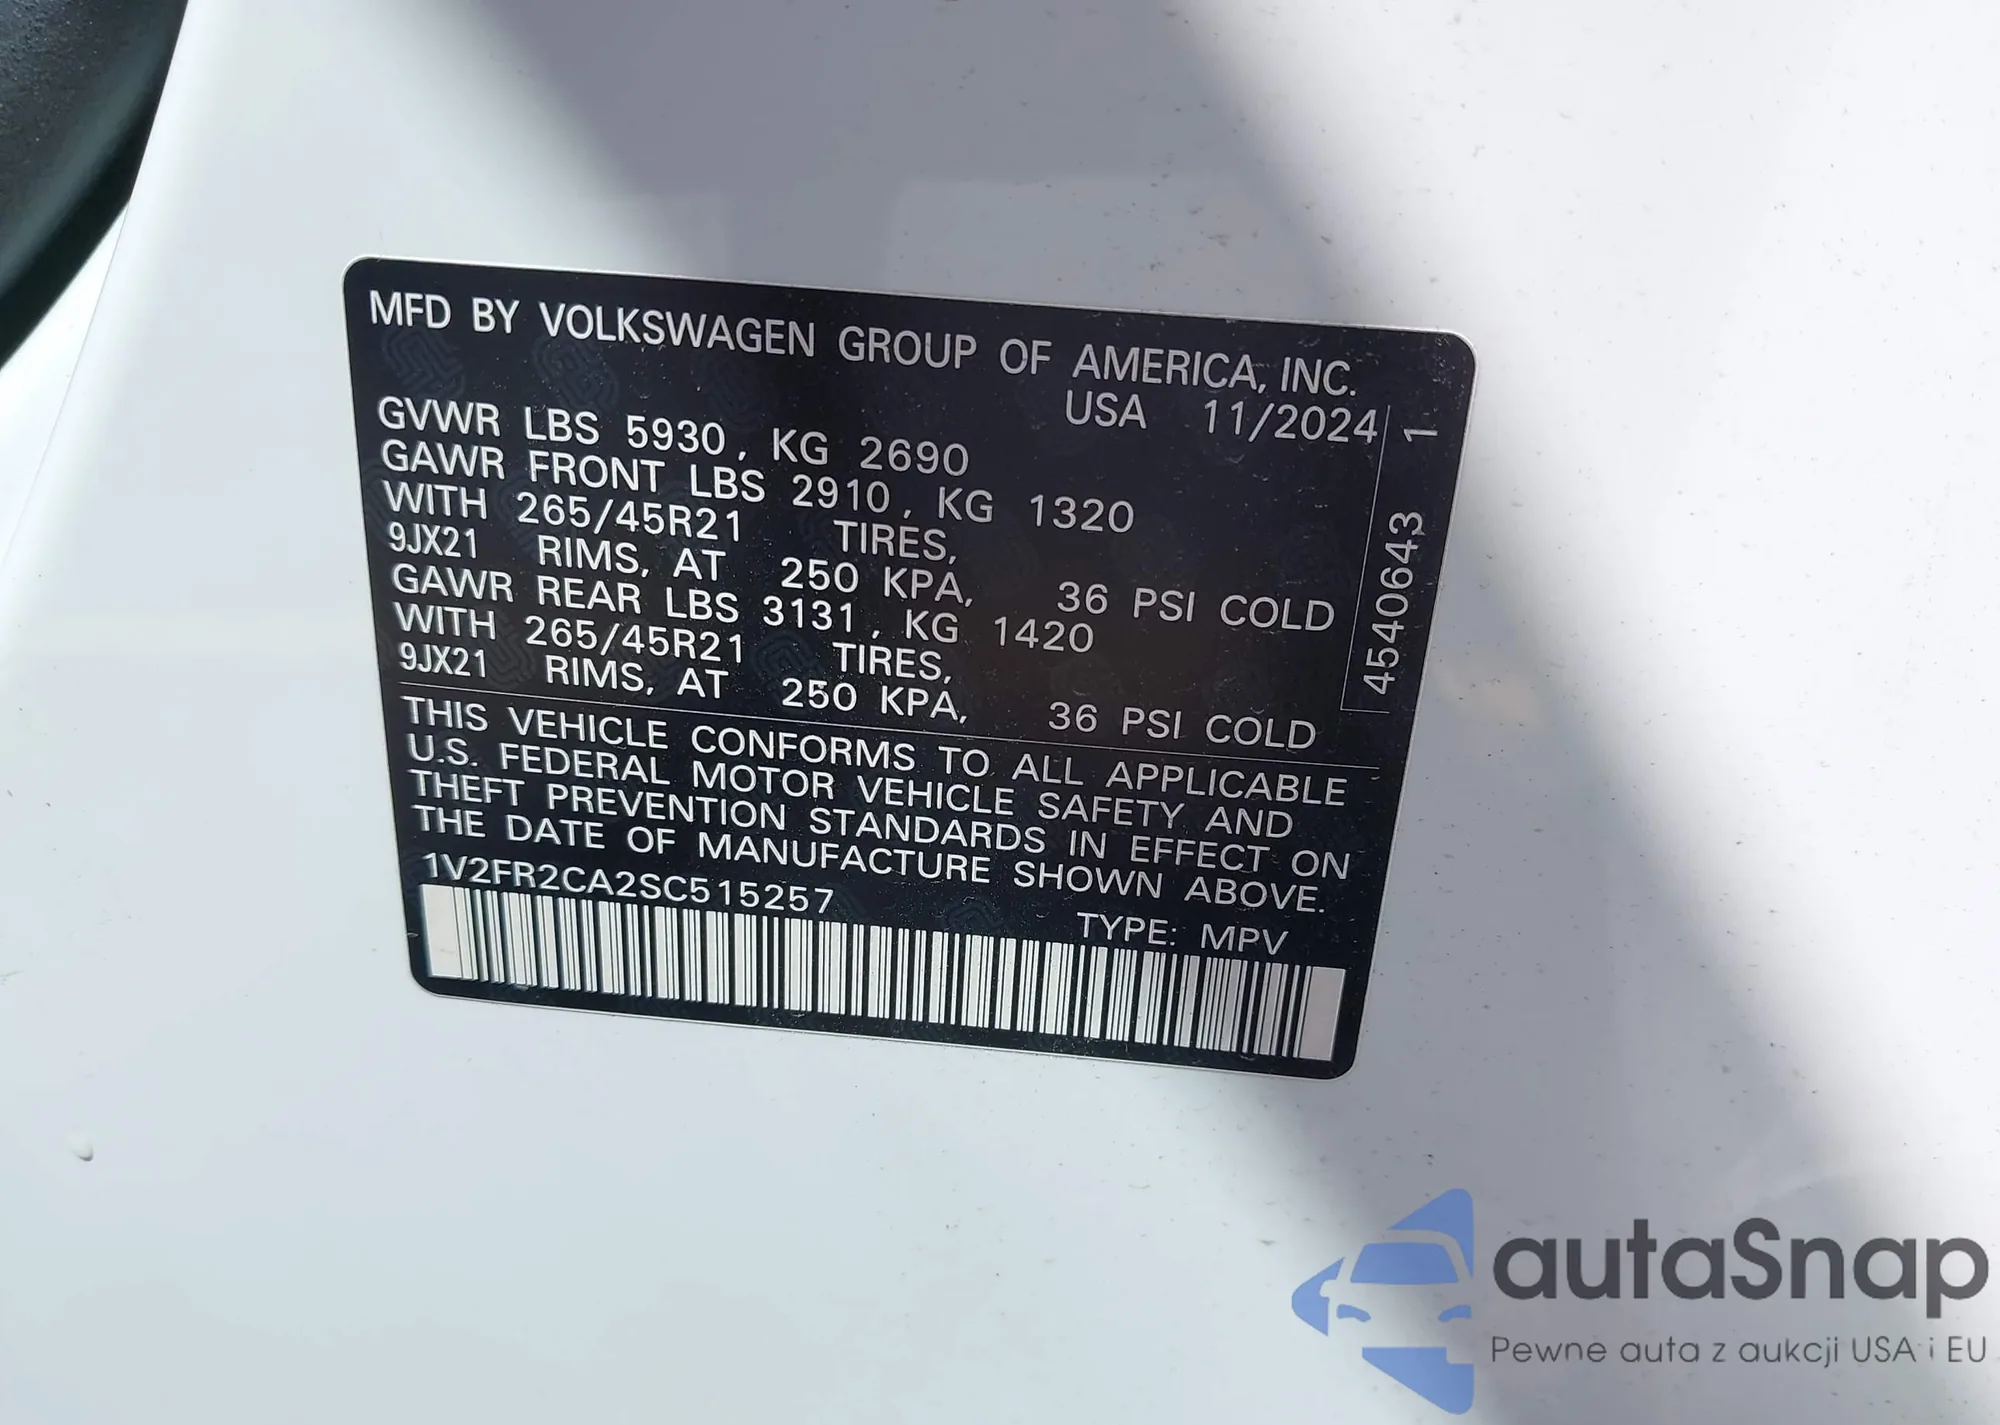 MFD BY VOLKSWAGEN GROUP OF AMERICA, INC.
USA 11/2024
GVWR LBS 5930, KG 2690
GAWR FRONT LBS 2910, KG 1320
WITH 265/45R21 TIRES,
9JX21 RIMS, AT 250 KPA, 36 PSI COLD
GAWR REAR LBS 3131, KG 1420
WITH 265/45R21 TIRES,
9JX21 RIMS, AT 250 KPA, 36 PSI COLD
THIS VEHICLE CONFORMS TO ALL APPLICABLE
U.S. FEDERAL MOTOR VEHICLE SAFETY AND
THEFT PREVENTION STANDARDS IN EFFECT ON
THE DATE OF MANUFACTURE SHOWN ABOVE.
1V2FR2CA2SC515257
TYPE: MPV
4540643 1
autaSnap
Pewne auta z aukcji USA i EU